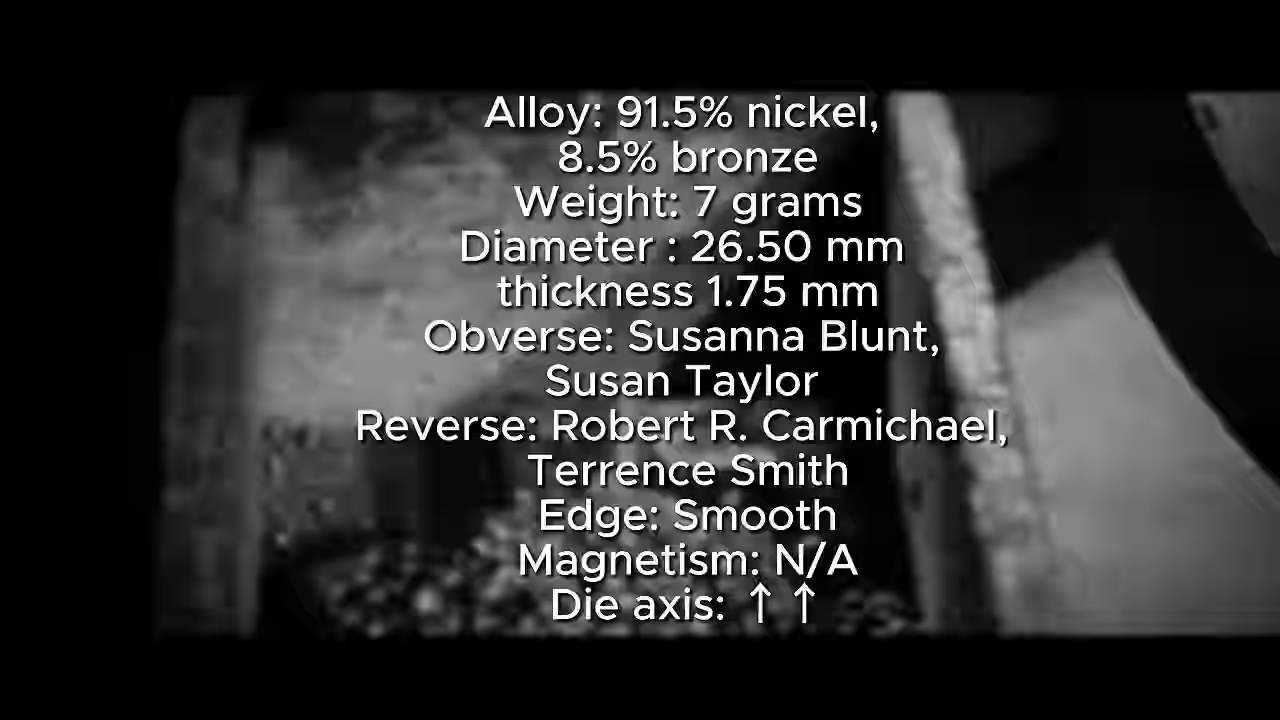 Alloy: 91.5% nickel,
8.5% bronze
Weight: 7 grams
Diameter : 26.50 mm
thickness 1.75 mm
Obverse: Susanna Blunt,
Susan Taylor
Reverse: Robert R. Carmichael,
Terrence Smith
Edge: Smooth
Magnetism: N/A
Die axis: ↑ ↑